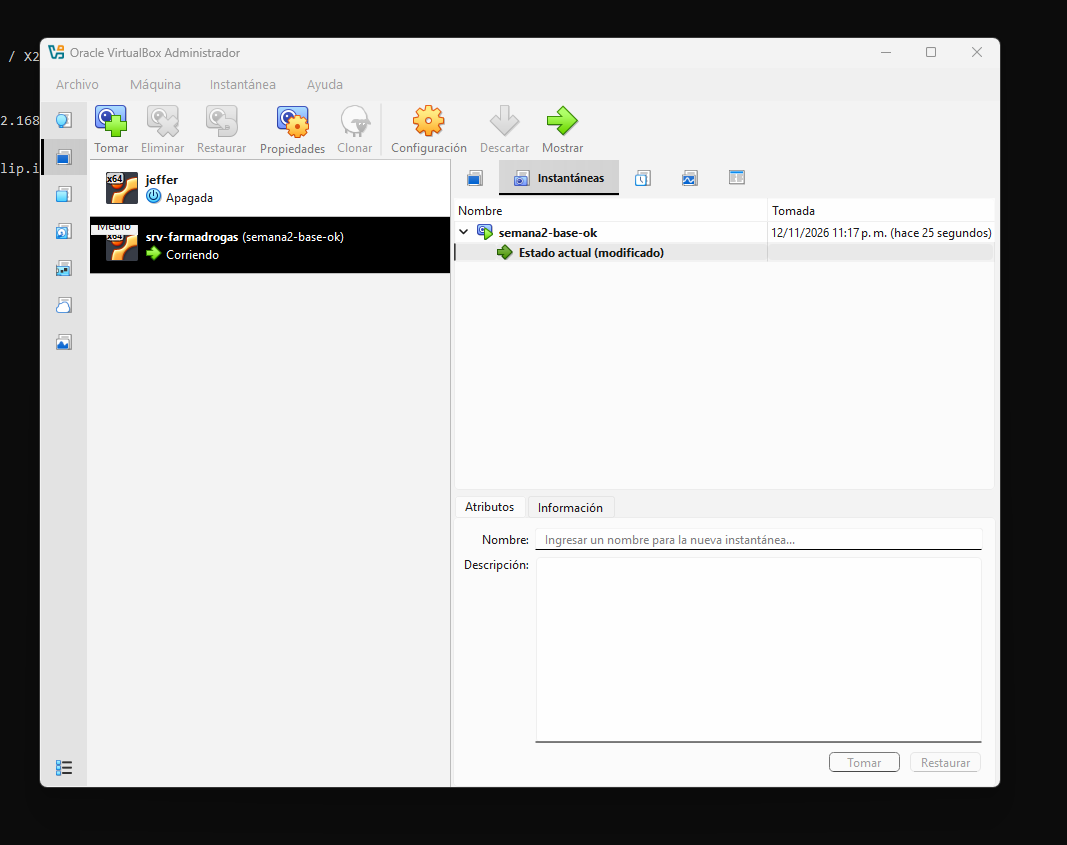 / X2
2.168
lip.i
Oracle VirtualBox Administrador
Archivo Máquina Instantánea Ayuda
Tomar Eliminar Restaurar Propiedades Clonar Configuración Descartar Mostrar
x64
jeffer
Apagada
Medio
x64
srv-farmadrogas (semana2-base-ok)
Corriendo
Instantáneas
Nombre Tomada
semana2-base-ok 12/11/2026 11:17 p. m. (hace 25 segundos)
Estado actual (modificado)
Atributos Información
Nombre: Ingresar un nombre para la nueva instantánea...
Descripción:
Tomar Restaurar